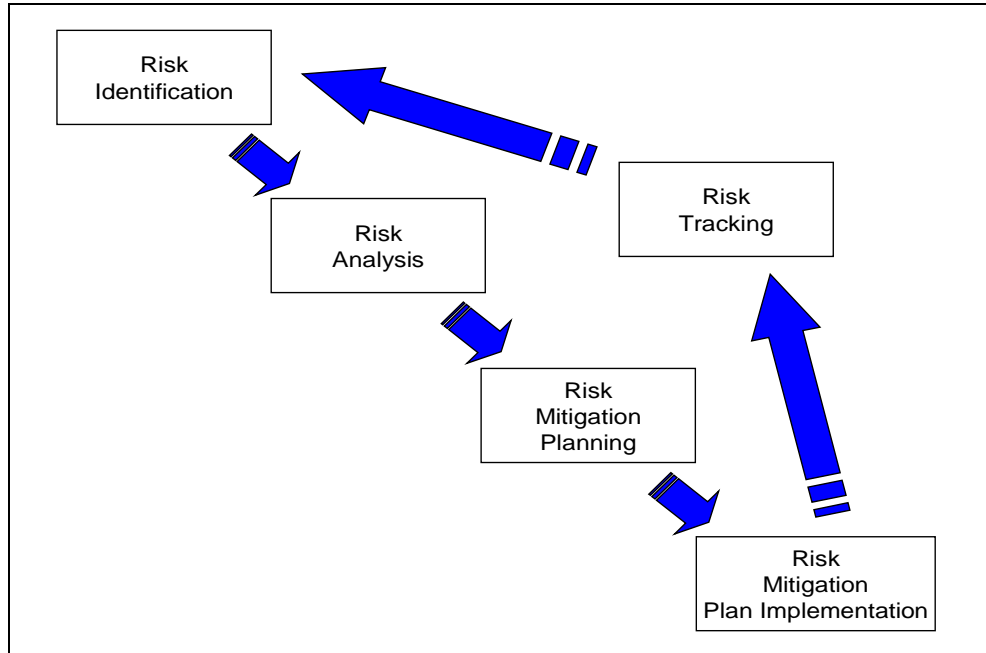 Risk
Identification
Risk
Analysis
Risk
Mitigation
Planning
Risk
Mitigation
Plan Implementation
Risk
Tracking